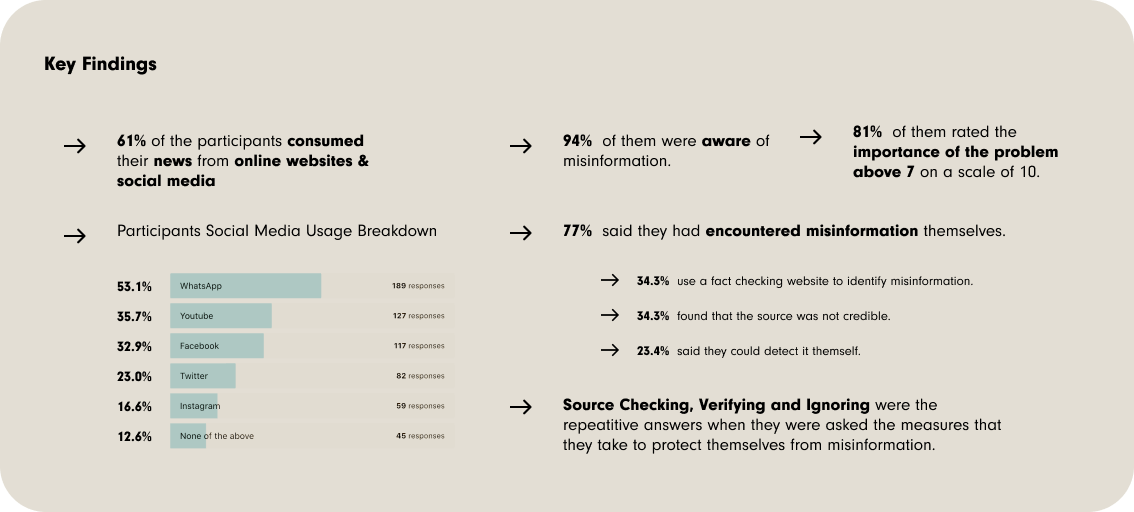 Key Findings
61% of the participants consumed
their news from online websites &
social media
94% of them were aware of
misinformation.
81% of them rated the
importance of the problem
above 7 on a scale of 10.
Participants Social Media Usage Breakdown
53.1% WhatsApp 189 responses
35.7% Youtube 127 responses
32.9% Facebook 117 responses
23.0% Twitter 82 responses
16.6% Instagram 59 responses
12.6% None of the above 45 responses
77% said they had encountered misinformation themselves.
34.3% use a fact checking website to identify misinformation.
34.3% found that the source was not credible.
23.4% said they could detect it themself.
Source Checking, Verifying and Ignoring were the
repeatitive answers when they were asked the measures that
they take to protect themselves from misinformation.